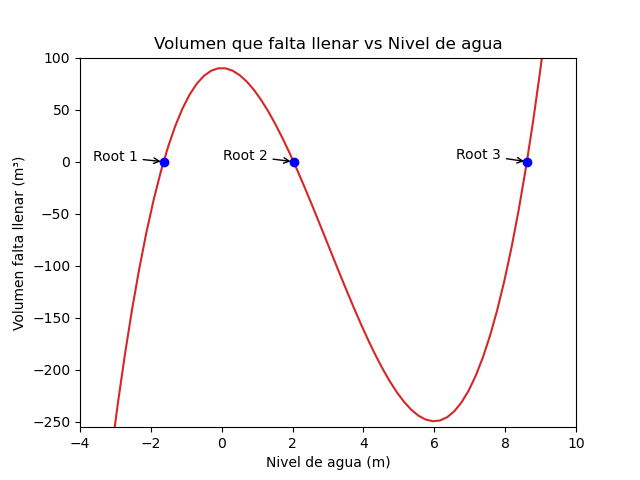 Volumen que falta llenar vs Nivel de agua
100
50
0
−50
−100
−150
−200
−250
Volumen falta llenar (m³)
Root 1
Root 2
Root 3
−4
−2
0
2
4
6
8
10
Nivel de agua (m)